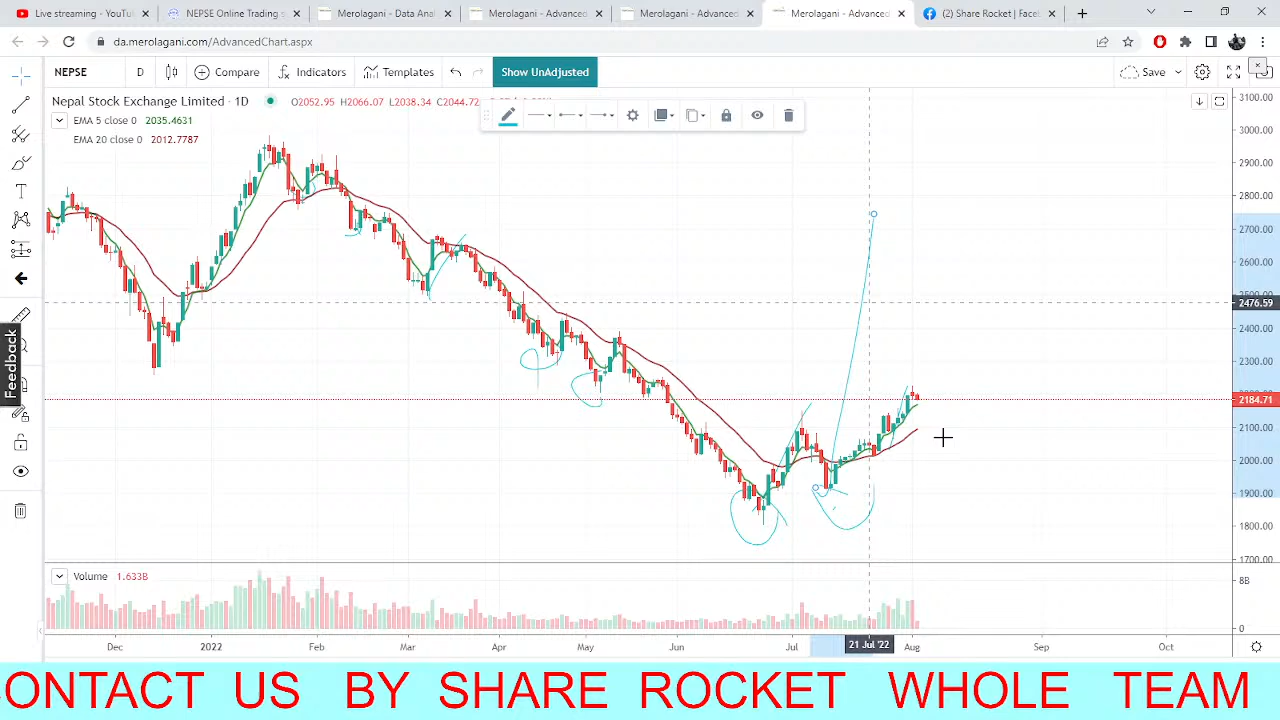 Live streaming - YouTu
NEPSE Online Trading s
Merolagani - Data Anal
Merolagani - Advanced
Merolagani - Advanced
Merolagani - Advanced
(2) Share Rocket | Face
da.merolagani.com/AdvancedChart.aspx
NEPSE D Compare Indicators Templates Show UnAdjusted Save
Nepal Stock Exchange Limited · 1D O2052.95 H2066.07 L2038.34 C2044.72
EMA 5 close 0 2035.4631
EMA 20 close 0 2012.7787
3100.00
3000.00
2900.00
2800.00
2700.00
2600.00
2476.59
2400.00
2300.00
2184.71
2100.00
2000.00
1900.00
1800.00
1700.00
Feedback
Volume 1.633B
8B
0
Dec 2022 Feb Mar Apr May Jun Jul 21 Jul '22 Aug Sep Oct
ONTACT US BY SHARE ROCKET WHOLE TEAM